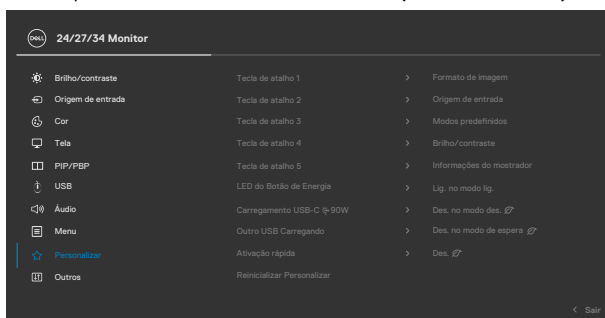 DELL 24/27/34 Monitor
Brilho/contraste Tecla de atalho 1 > Formato de imagem
Origem de entrada Tecla de atalho 2 > Origem de entrada
Cor Tecla de atalho 3 > Modos predefinidos
Tela Tecla de atalho 4 > Brilho/contraste
PIP/PBP Tecla de atalho 5 > Informações do mostrador
USB LED do Botão de Energia > Lig. no modo lig.
Áudio Carregamento USB-C 90W > Des. no modo des.
Menu Outro USB Carregando > Des. no modo de espera
Personalizar Ativação rápida > Des.
Outros Reinicializar Personalizar
< Sair